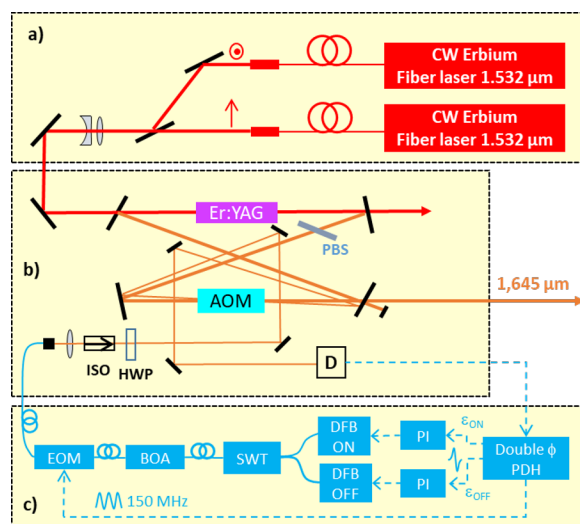 a)
CW Erbium
Fiber laser 1.532 µm
CW Erbium
Fiber laser 1.532 µm
b)
Er:YAG
PBS
AOM
1,645 µm
ISO
HWP
D
c)
EOM
BOA
SWT
DFB
ON
PI
εON
DFB
OFF
PI
εOFF
Double ϕ
PDH
150 MHz